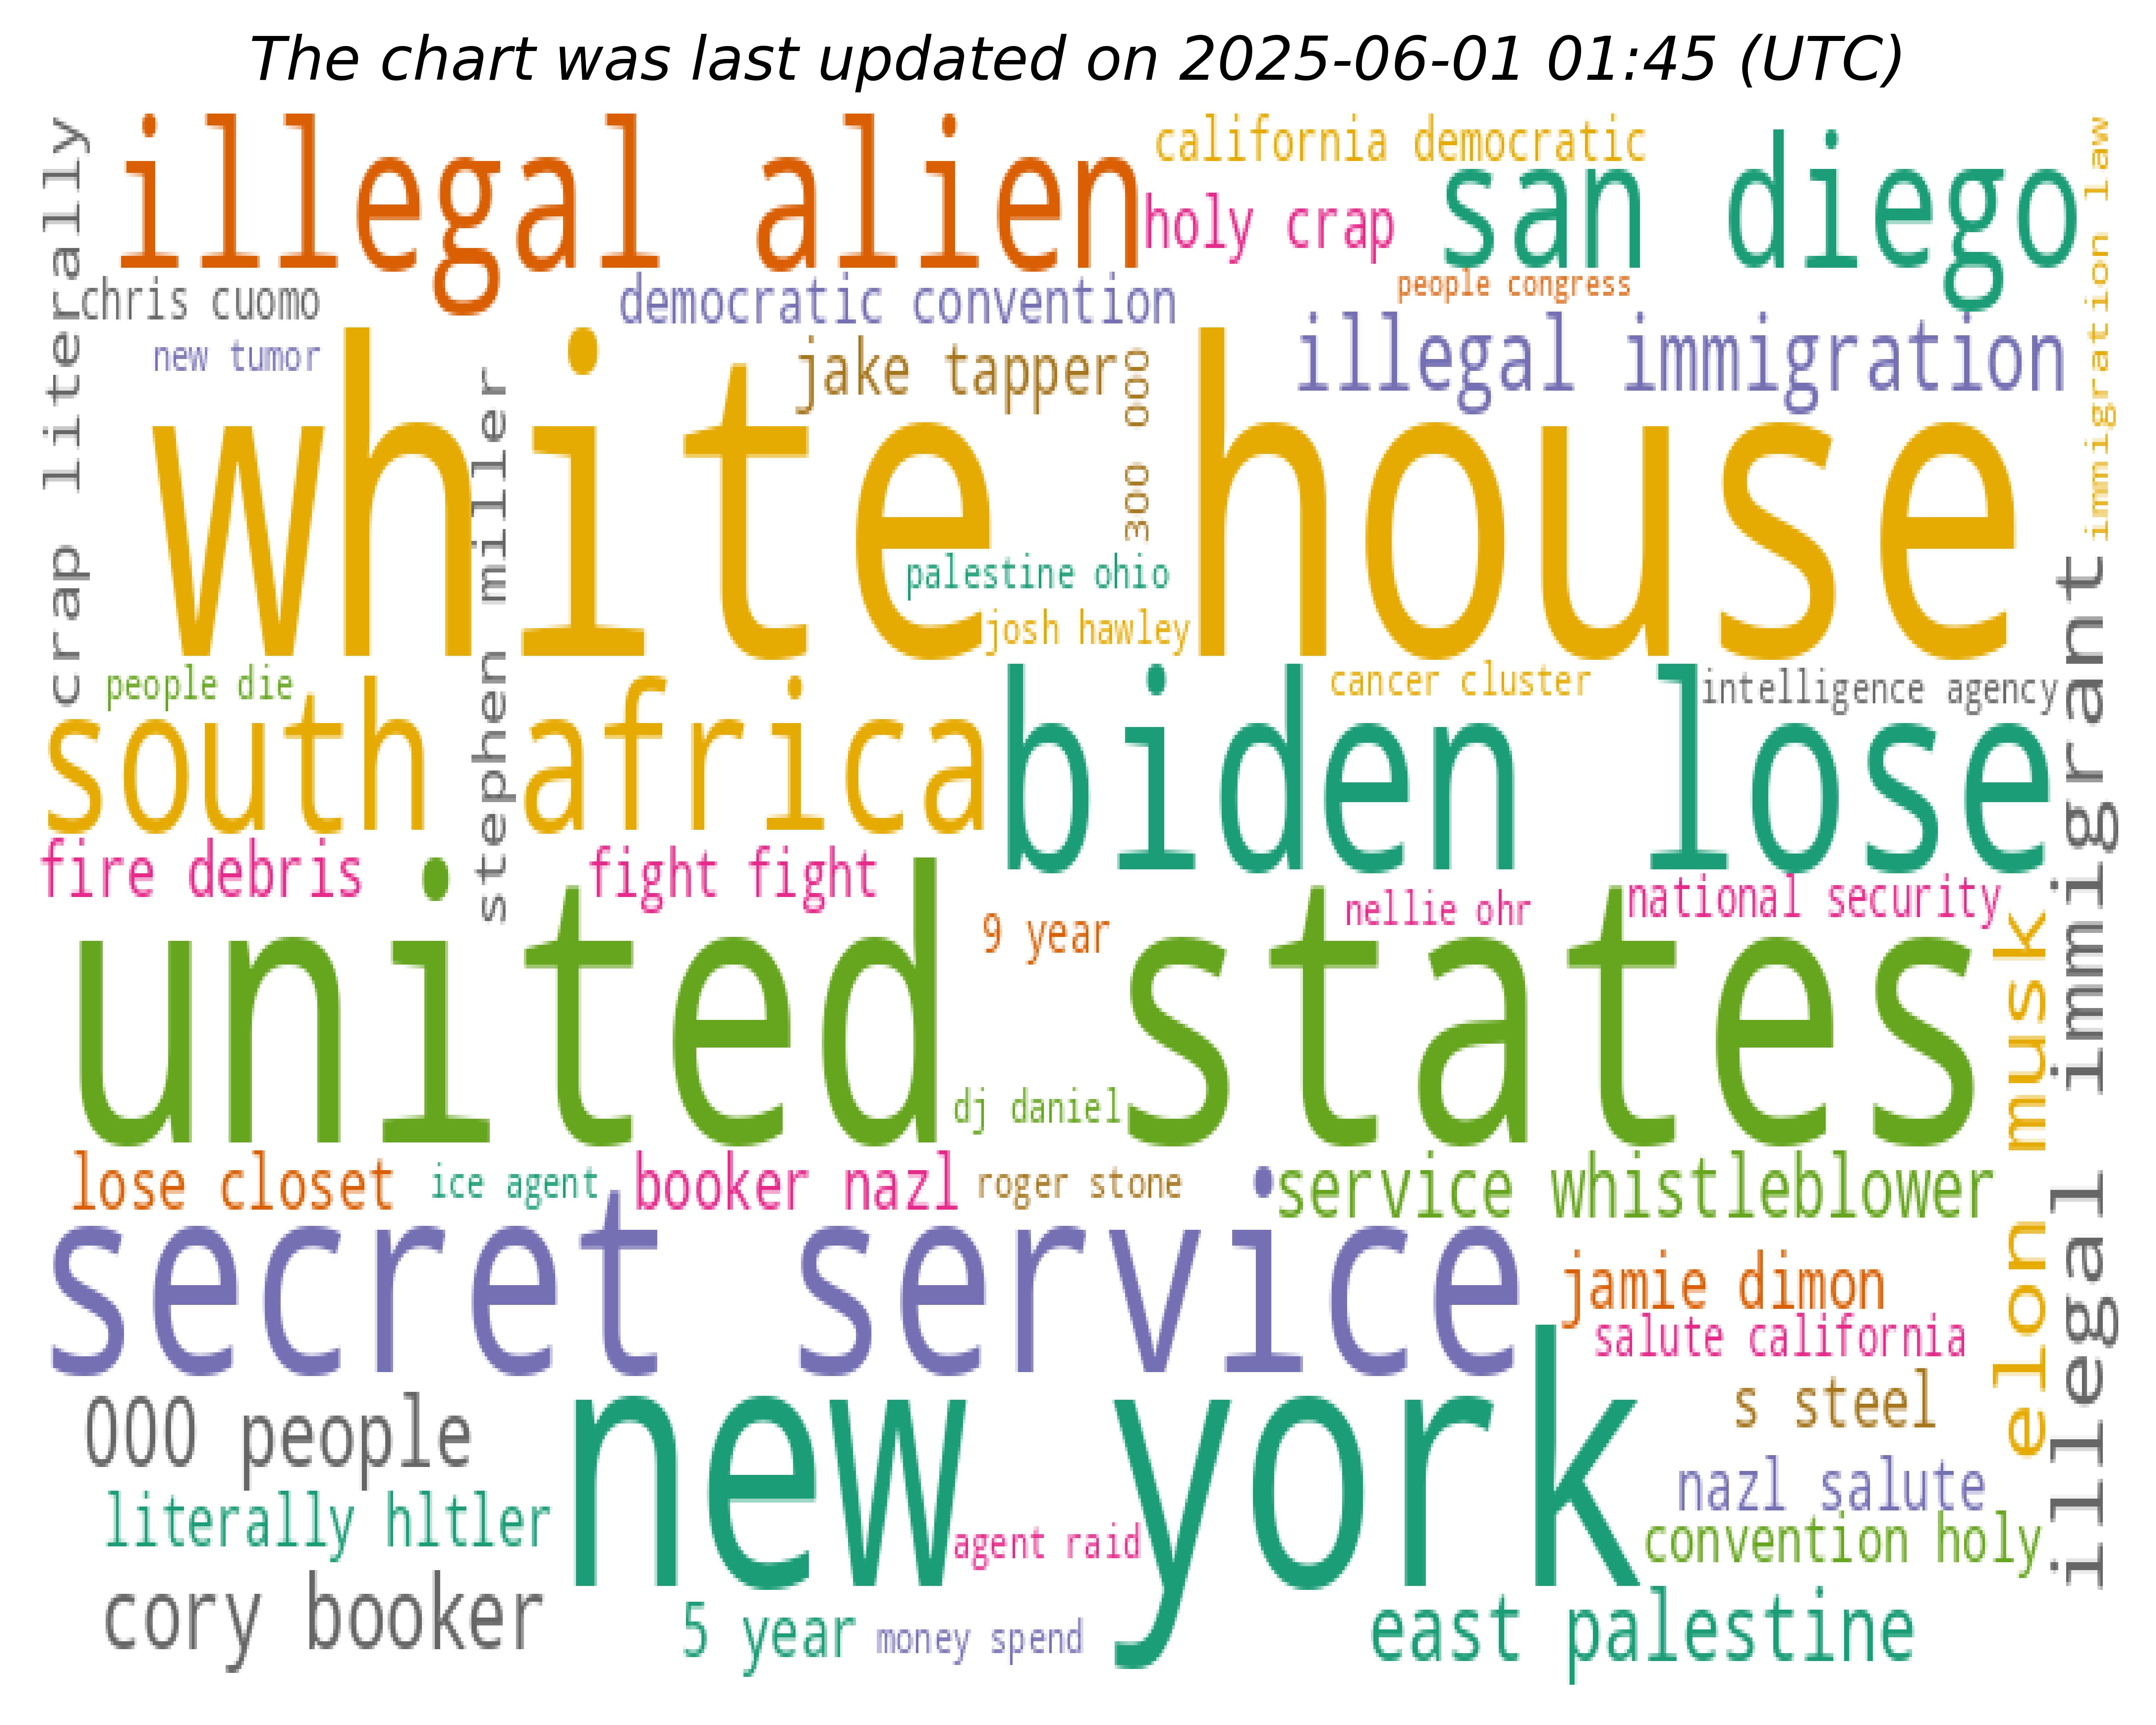 The chart was last updated on 2025-06-01 01:45 (UTC)
crap literally
illegal alien
california democratic
holy crap
san diego
immigration law
chris cuomo
democratic convention
people congress
new tumor
jake tapper
illegal immigration
white house
300 000
stephen miller
palestine ohio
josh hawley
people die
cancer cluster
intelligence agency
south africa
biden lose
illegal immigrant
fire debris
fight fight
9 year
nellie ohr
national security
united states
elon musk
dj daniel
lose closet
ice agent
booker nazl
roger stone
service whistleblower
secret service
jamie dimon
salute california
000 people
new york
s steel
literally hltler
nazl salute
agent raid
convention holy
cory booker
5 year
money spend
east palestine